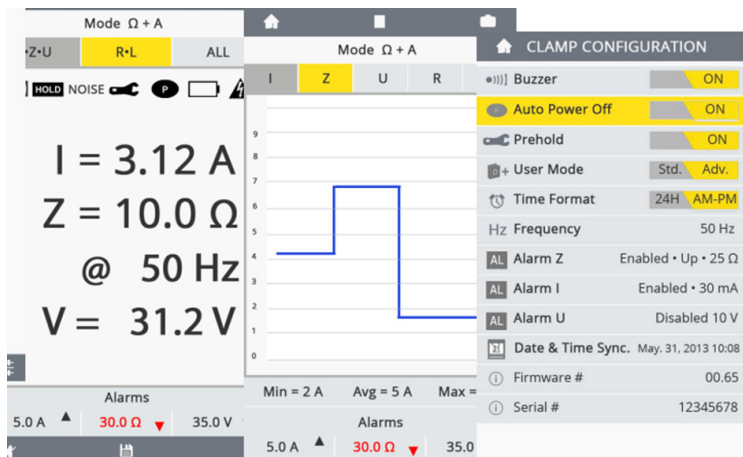 Mode Ω + A
·Z·U R·L ALL
HOLD NOISE P
I = 3.12 A
Z = 10.0 Ω
@ 50 Hz
V = 31.2 V
Alarms
5.0 A ▲ 30.0 Ω ▼ 35.0 V
Mode Ω + A
I Z U R
9
8
7
6
5
4
3
2
1
0
Min = 2 A Avg = 5 A Max =
Alarms
5.0 A ▲ 30.0 Ω ▼ 35.0
CLAMP CONFIGURATION
Buzzer ON
P Auto Power Off ON
Prehold ON
User Mode Std. Adv.
Time Format 24H AM-PM
Hz Frequency 50 Hz
AL Alarm Z Enabled • Up • 25 Ω
AL Alarm I Enabled • 30 mA
AL Alarm U Disabled 10 V
Date & Time Sync. May. 31, 2013 10:08
Firmware # 00.65
Serial # 12345678